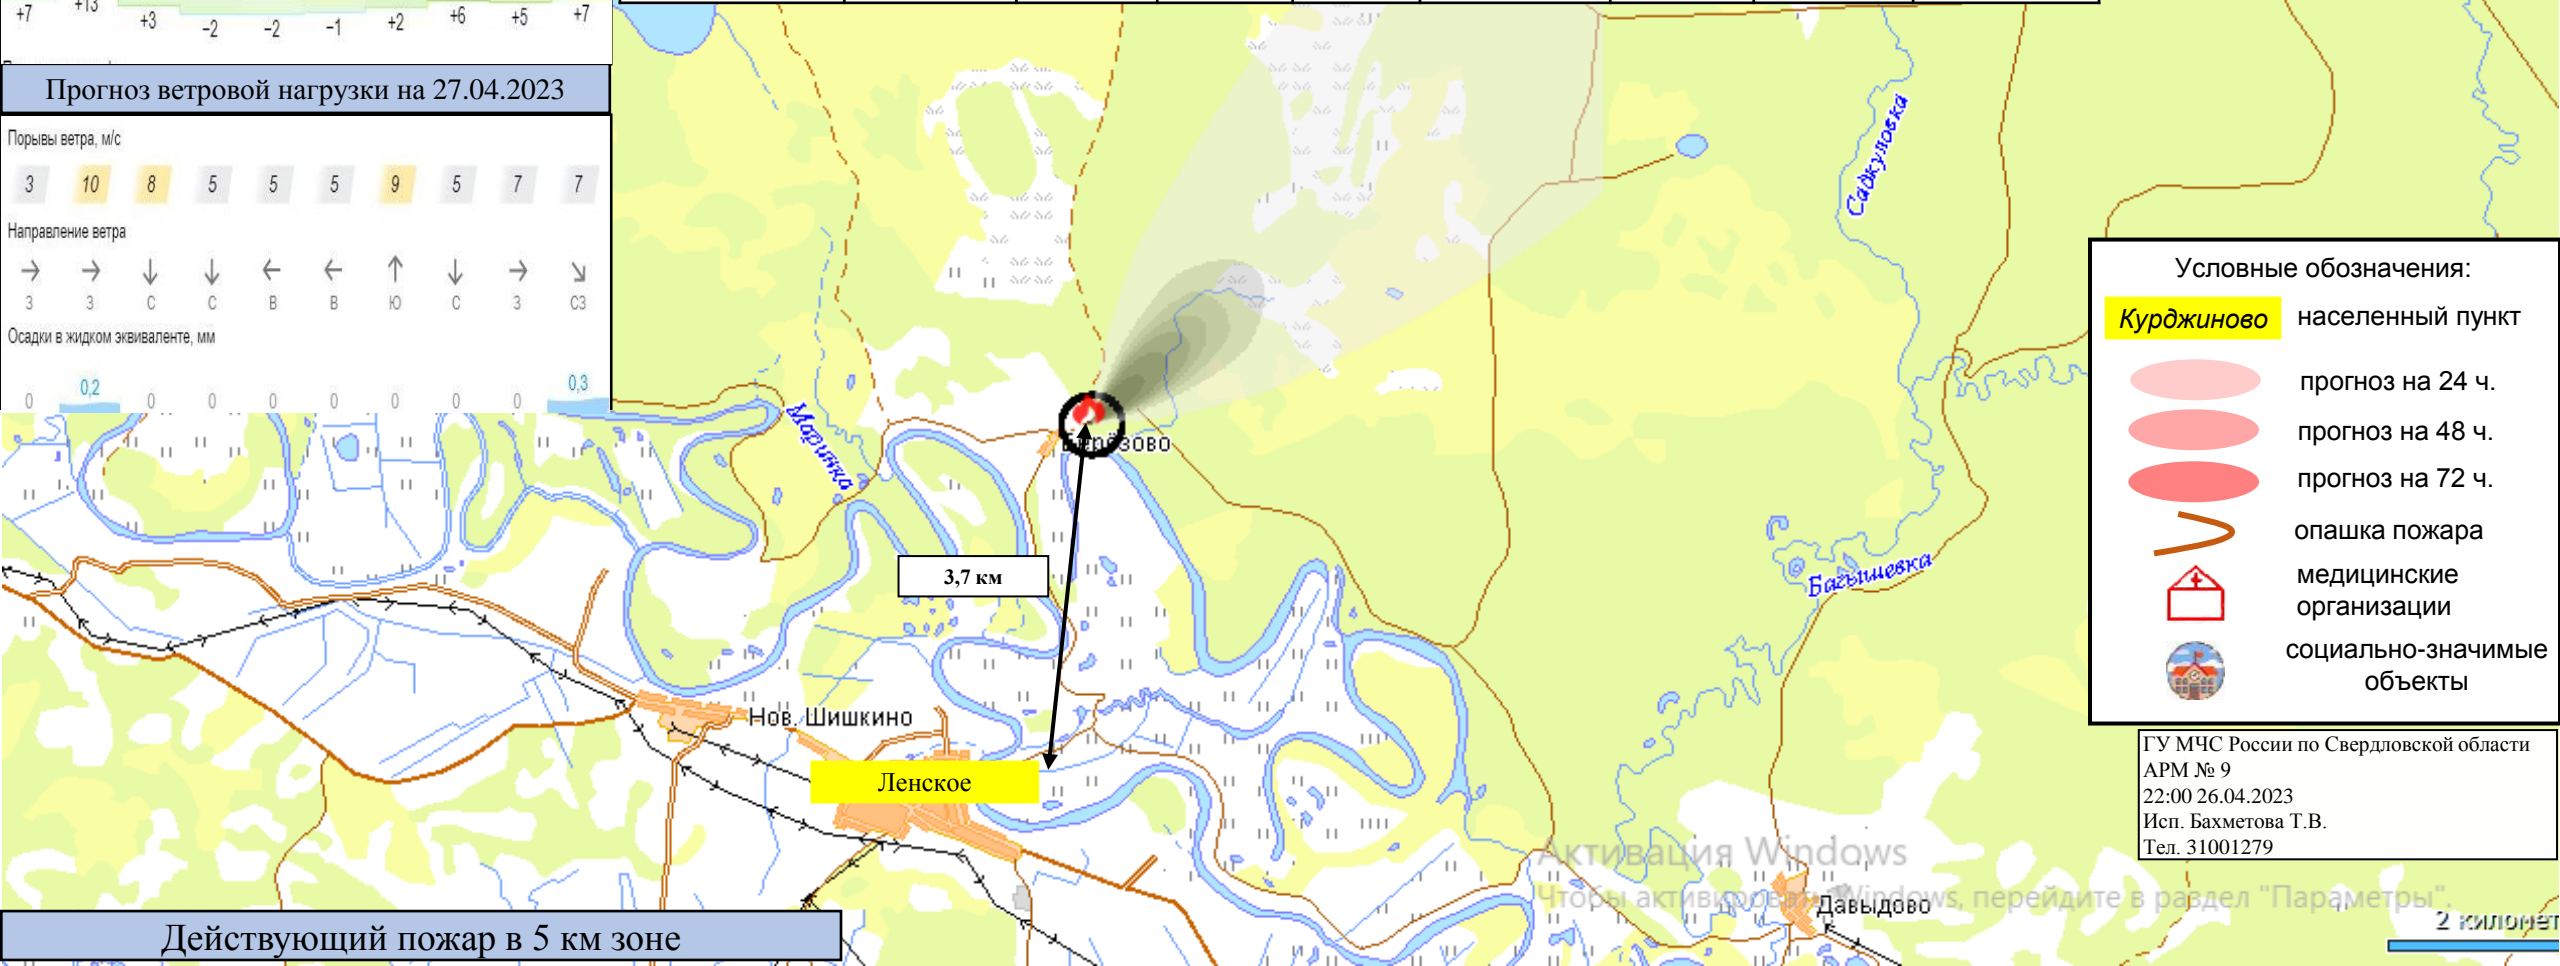 +7 +13 +3 −2 −2 −1 +2 +6 +5 +7
Прогноз ветровой нагрузки на 27.04.2023
Порывы ветра, м/с
3 10 8 5 5 5 9 5 7 7
Направление ветра
→ → ↓ ↓ ← ← ↑ ↓ → ↘
З З С С В В Ю С З СЗ
Осадки в жидком эквиваленте, мм
0 0,2 0 0 0 0 0 0 0 0,3
Садкуловка
Маринка
Берёзово
3,7 км
Багышевка
Нов. Шишкино
Ленское
Давыдово
Условные обозначения:
Курджиново населенный пункт
прогноз на 24 ч.
прогноз на 48 ч.
прогноз на 72 ч.
опашка пожара
медицинские
организации
социально-значимые
объекты
ГУ МЧС России по Свердловской области
АРМ № 9
22:00 26.04.2023
Исп. Бахметова Т.В.
Тел. 31001279
Активация Windows
Чтобы активировать Windows, перейдите в раздел "Параметры".
2 километ
Действующий пожар в 5 км зоне